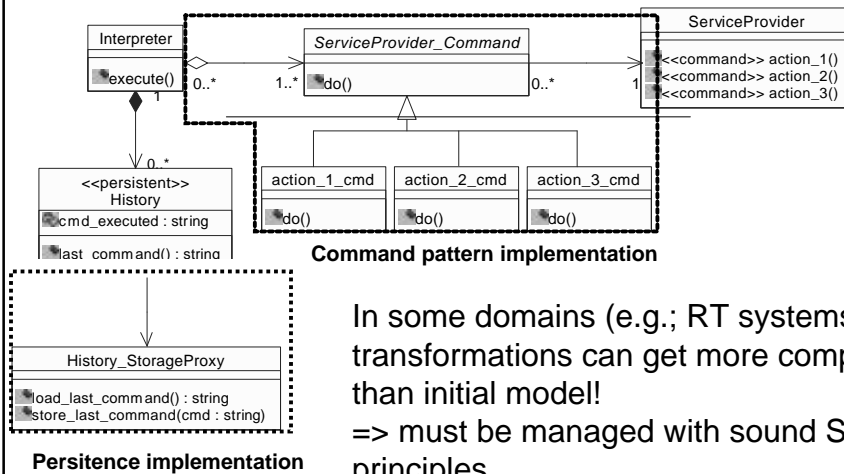 Interpreter
execute()
0..*
1..*
1
ServiceProvider_Command
do()
0..*
1
ServiceProvider
<<command>> action_1()
<<command>> action_2()
<<command>> action_3()
0..*
<<persistent>>
History
cmd_executed : string
last_command() : string
action_1_cmd
do()
action_2_cmd
do()
action_3_cmd
do()
Command pattern implementation
History_StorageProxy
load_last_command() : string
store_last_command(cmd : string)
Persitence implementation
In some domains (e.g.; RT systems
transformations can get more
than initial model!
=> must be managed with sound
principles